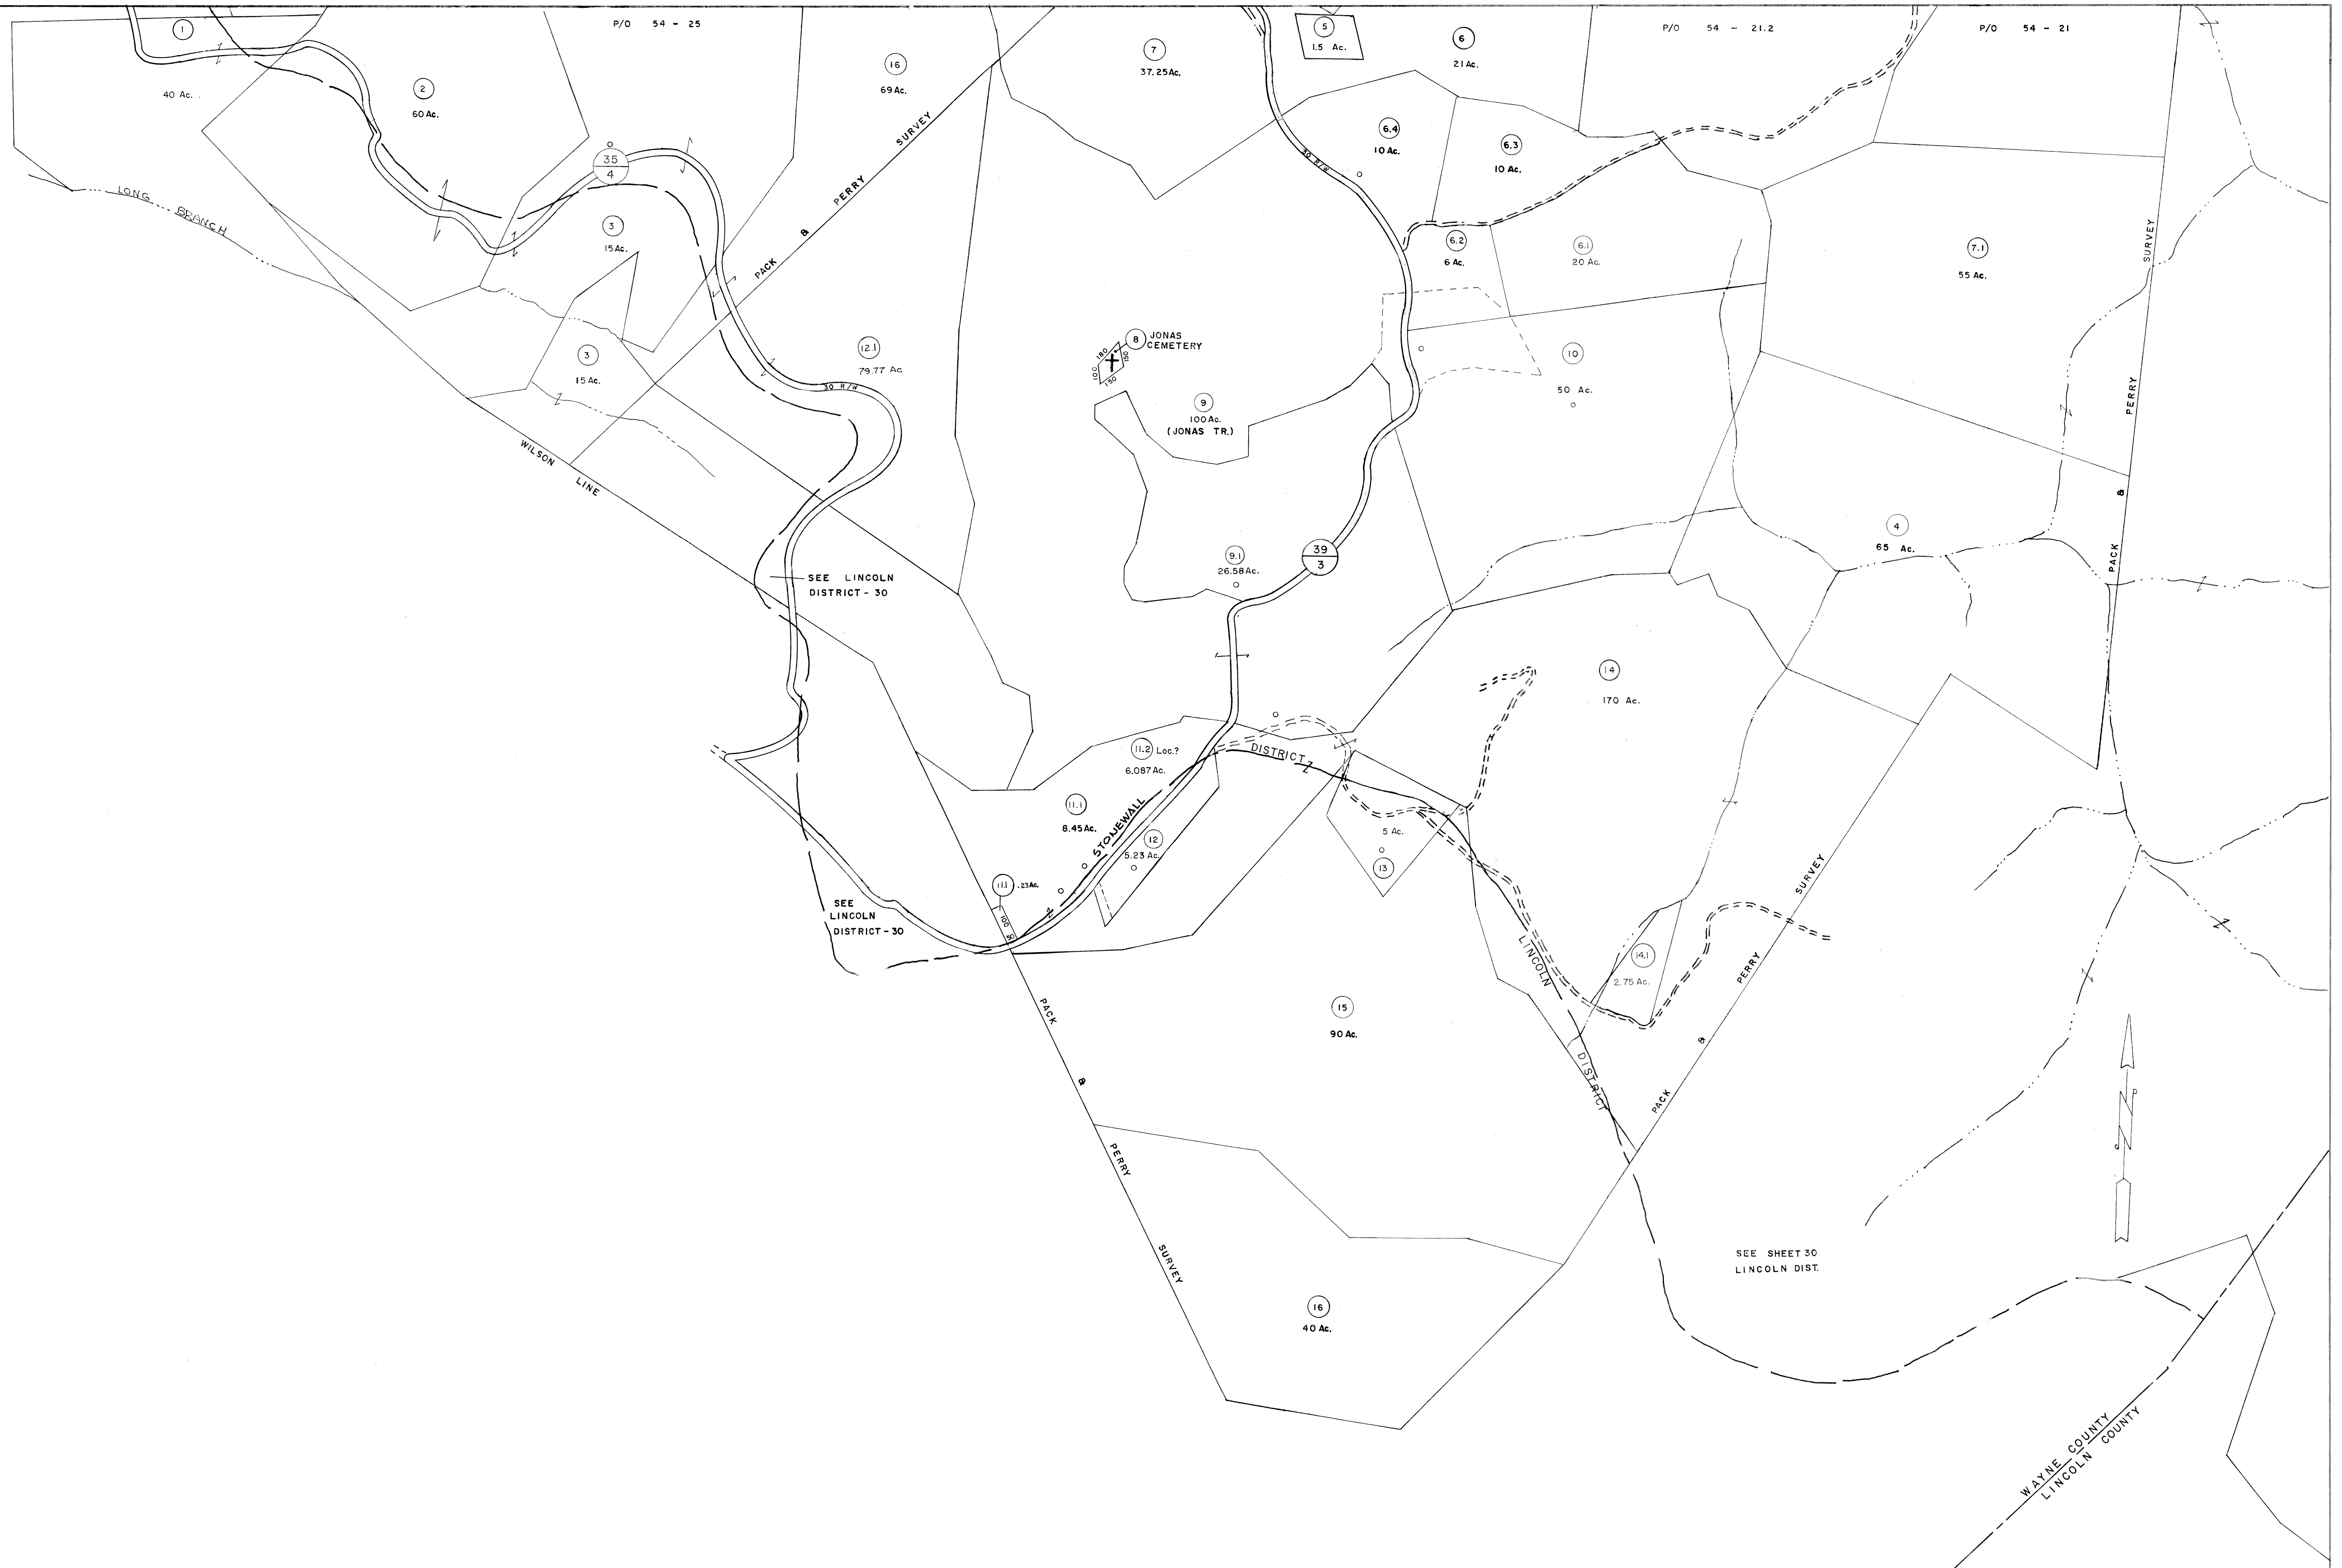 P/O 54 - 25
P/O 54 - 21.2
P/O 54 - 21
1
40 Ac.
2
60 Ac.
16
69 Ac.
7
37.25 Ac.
5
1.5 Ac.
6
21 Ac.
6.4
10 Ac.
6.3
10 Ac.
30 R/W
35
4
LONG BRANCH
3
15 Ac.
PACK & PERRY SURVEY
6.2
6 Ac.
6.1
20 Ac.
7.1
55 Ac.
PACK & PERRY SURVEY
3
15 Ac.
12.1
79.77 Ac
30 R/W
8
JONAS
CEMETERY
180
150
100
150
9
100 Ac.
(JONAS TR.)
10
50 Ac.
WILSON LINE
4
65 Ac.
9.1
26.58 Ac.
39
3
SEE LINCOLN
DISTRICT - 30
14
170 Ac.
11.2 Loc.?
6.087 Ac.
DISTRICT
11.1
8.45 Ac.
STONEWALL
12
5.23 Ac.
5 Ac.
13
11.1 .23 Ac.
100
50
SEE
LINCOLN
DISTRICT - 30
LINCOLN
DISTRICT
14.1
2.75 Ac.
PACK & PERRY SURVEY
15
90 Ac.
PACK & PERRY SURVEY
16
40 Ac.
SEE SHEET 30
LINCOLN DIST.
N
WAYNE COUNTY
LINCOLN COUNTY